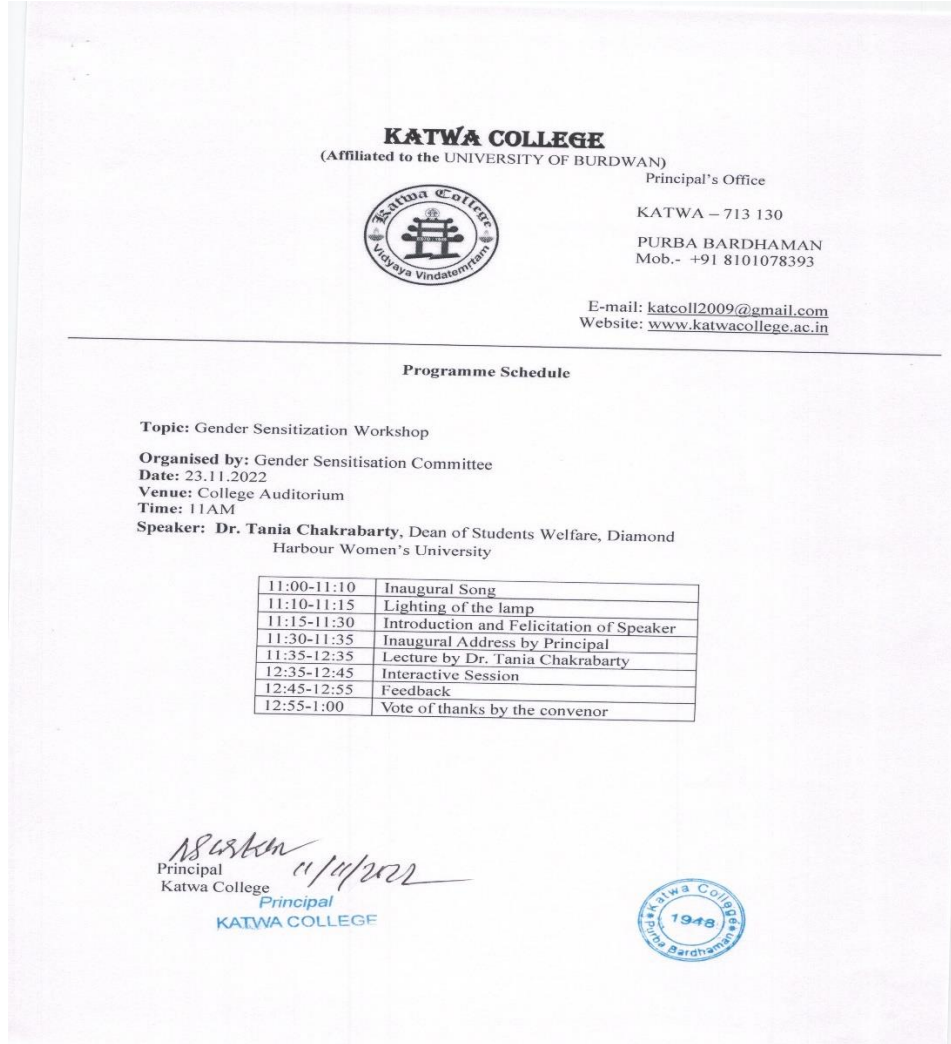 KATWA COLLEGE
(Affiliated to the UNIVERSITY OF BURDWAN)
Principal's Office
Katwa College
ESTD - 1948
Vidyaya Vindatemrtam
KATWA – 713 130
PURBA BARDHAMAN
Mob.- +91 8101078393
E-mail: katcoll2009@gmail.com
Website: www.katwacollege.ac.in
Programme Schedule
Topic: Gender Sensitization Workshop
Organised by: Gender Sensitisation Committee
Date: 23.11.2022
Venue: College Auditorium
Time: 11AM
Speaker: Dr. Tania Chakrabarty, Dean of Students Welfare, Diamond
Harbour Women's University
11:00-11:10 Inaugural Song
11:10-11:15 Lighting of the lamp
11:15-11:30 Introduction and Felicitation of Speaker
11:30-11:35 Inaugural Address by Principal
11:35-12:35 Lecture by Dr. Tania Chakrabarty
12:35-12:45 Interactive Session
12:45-12:55 Feedback
12:55-1:00 Vote of thanks by the convenor
11/11/2022
Principal
Katwa College
Principal
KATWA COLLEGE
Katwa College
1948
Purba Bardhaman